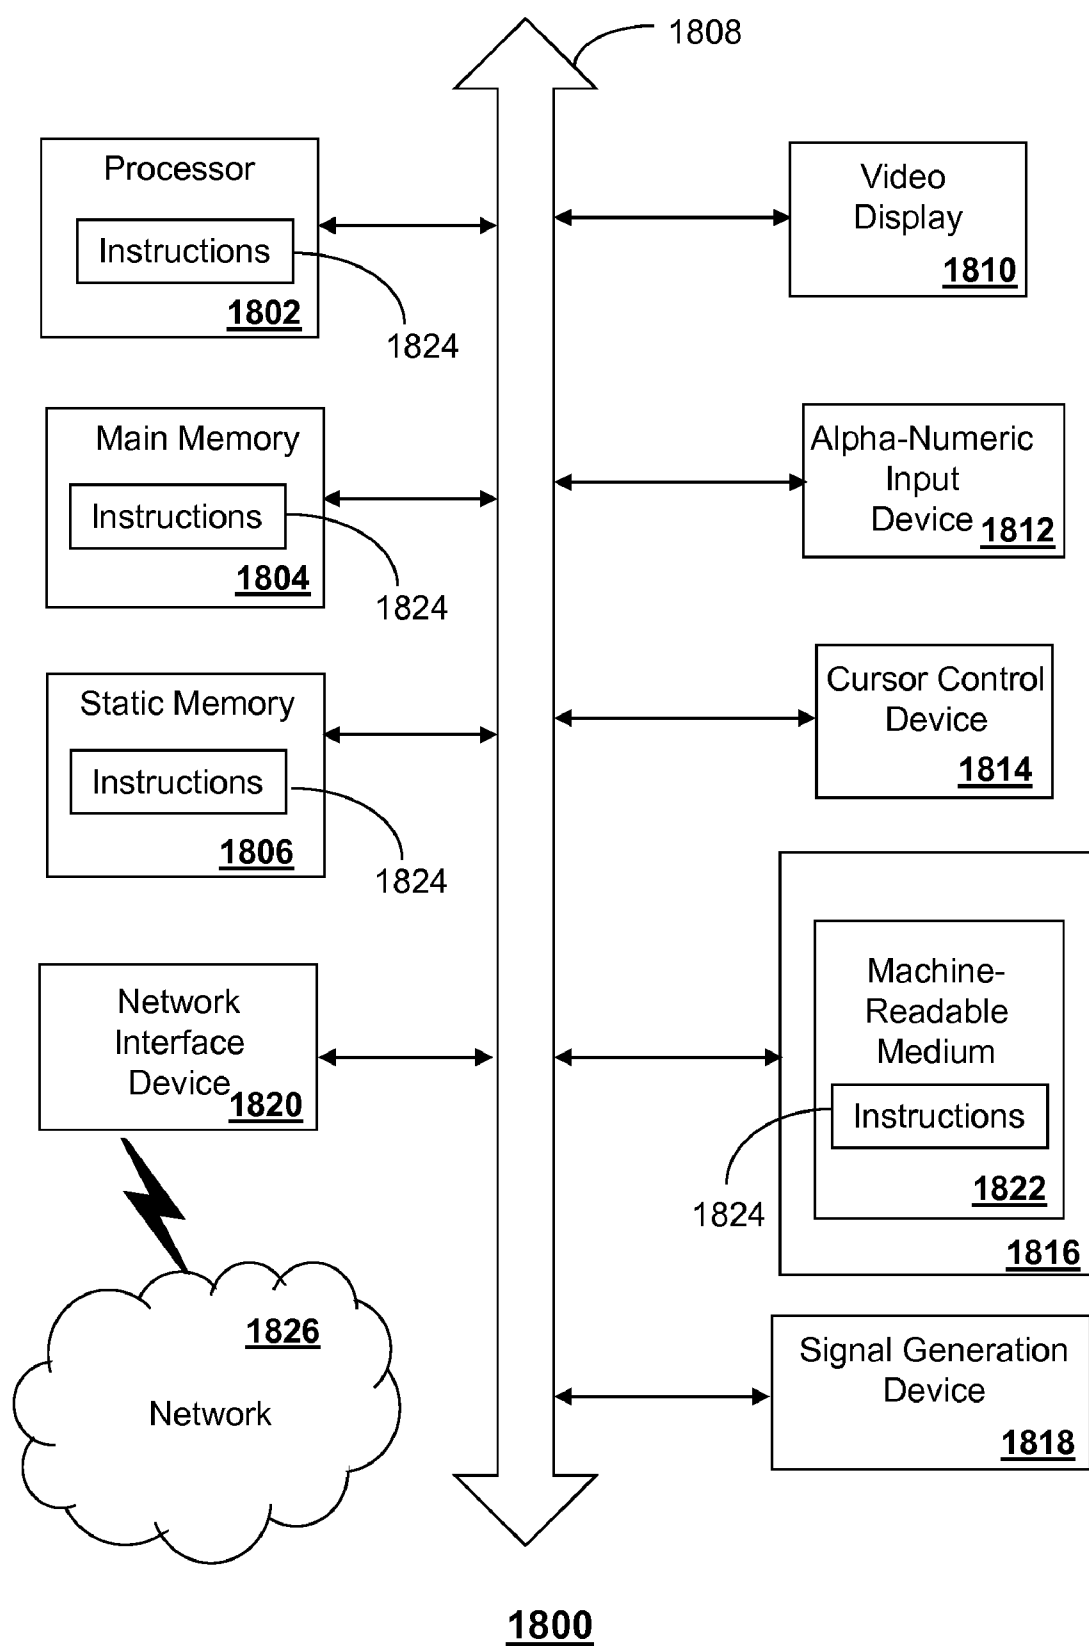 1808
Processor
Instructions
1802
1824
Video
Display
1810
Main Memory
Instructions
1804
1824
Alpha-Numeric
Input
Device
1812
Static Memory
Instructions
1806
1824
Cursor Control
Device
1814
Network
Interface
Device
1820
Machine-
Readable
Medium
Instructions
1824
1822
1816
1826
Network
Signal Generation
Device
1818
1800